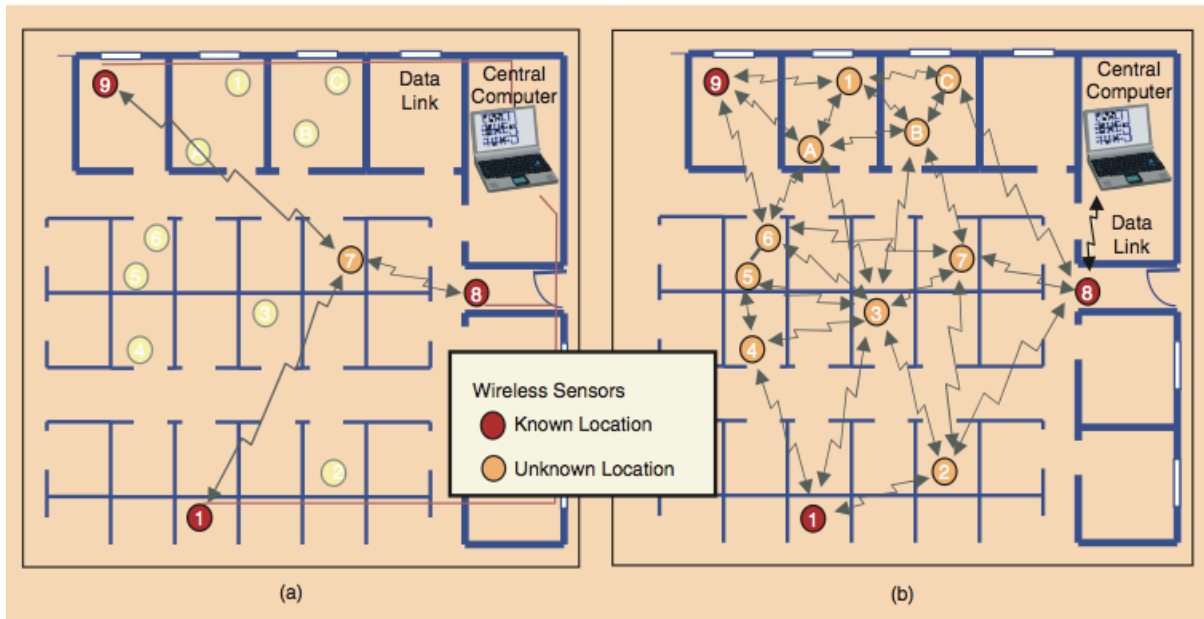 9
1
C
Data
Link
Central
Computer
B
A
6
5
7
8
3
4
2
1
Wireless Sensors
Known Location
Unknown Location
(a)
9
1
C
Central
Computer
B
A
6
Data
Link
5
7
8
3
4
2
1
(b)